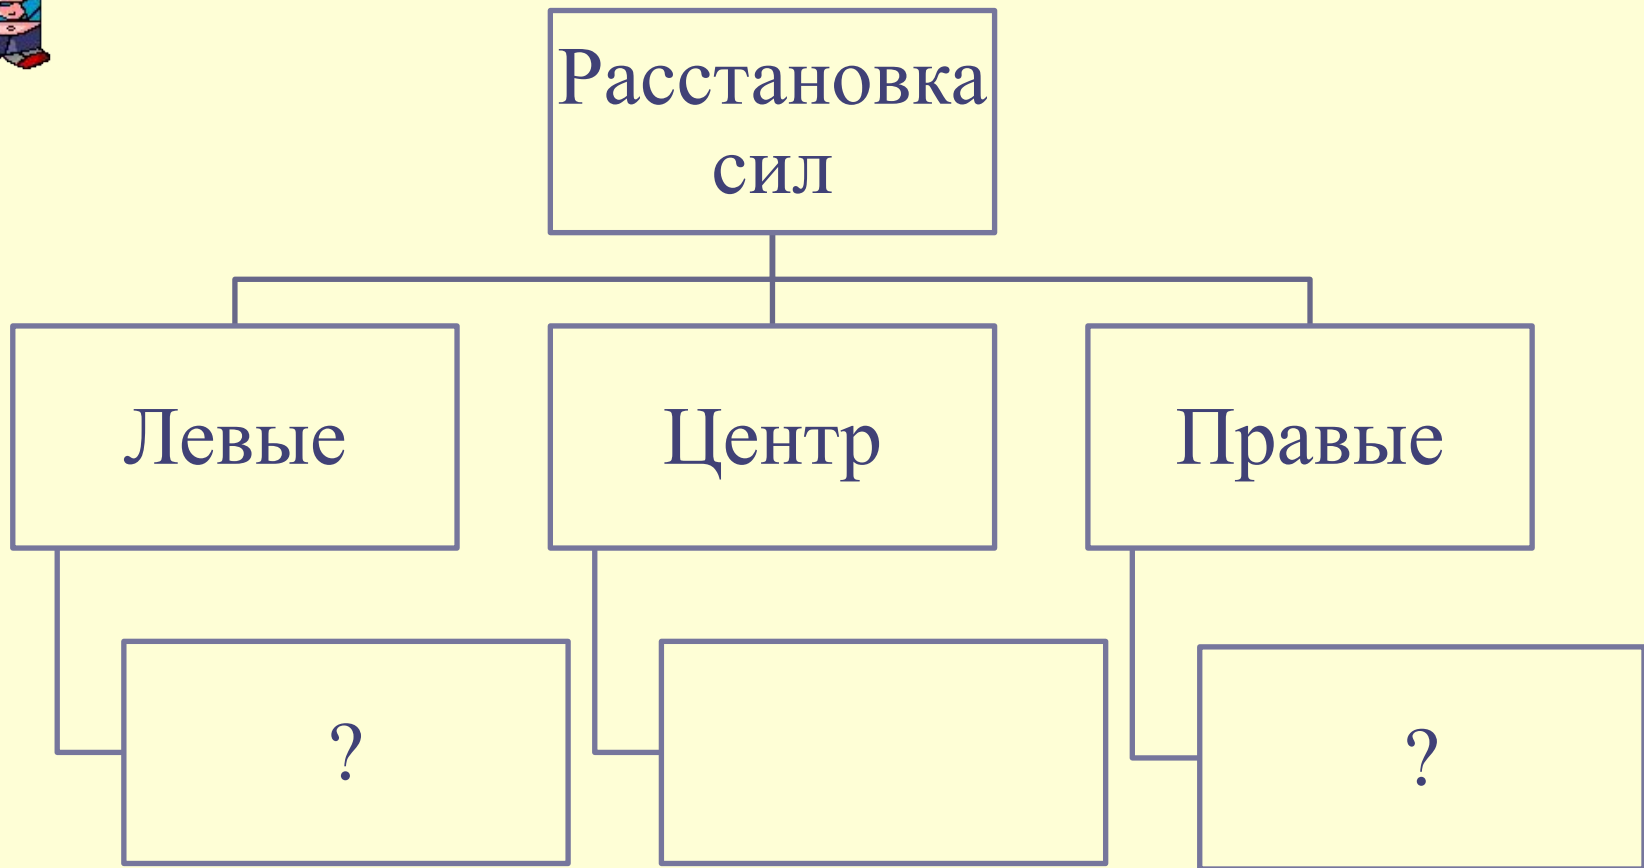 Расстановка
сил
Левые
Центр
Правые
?
?